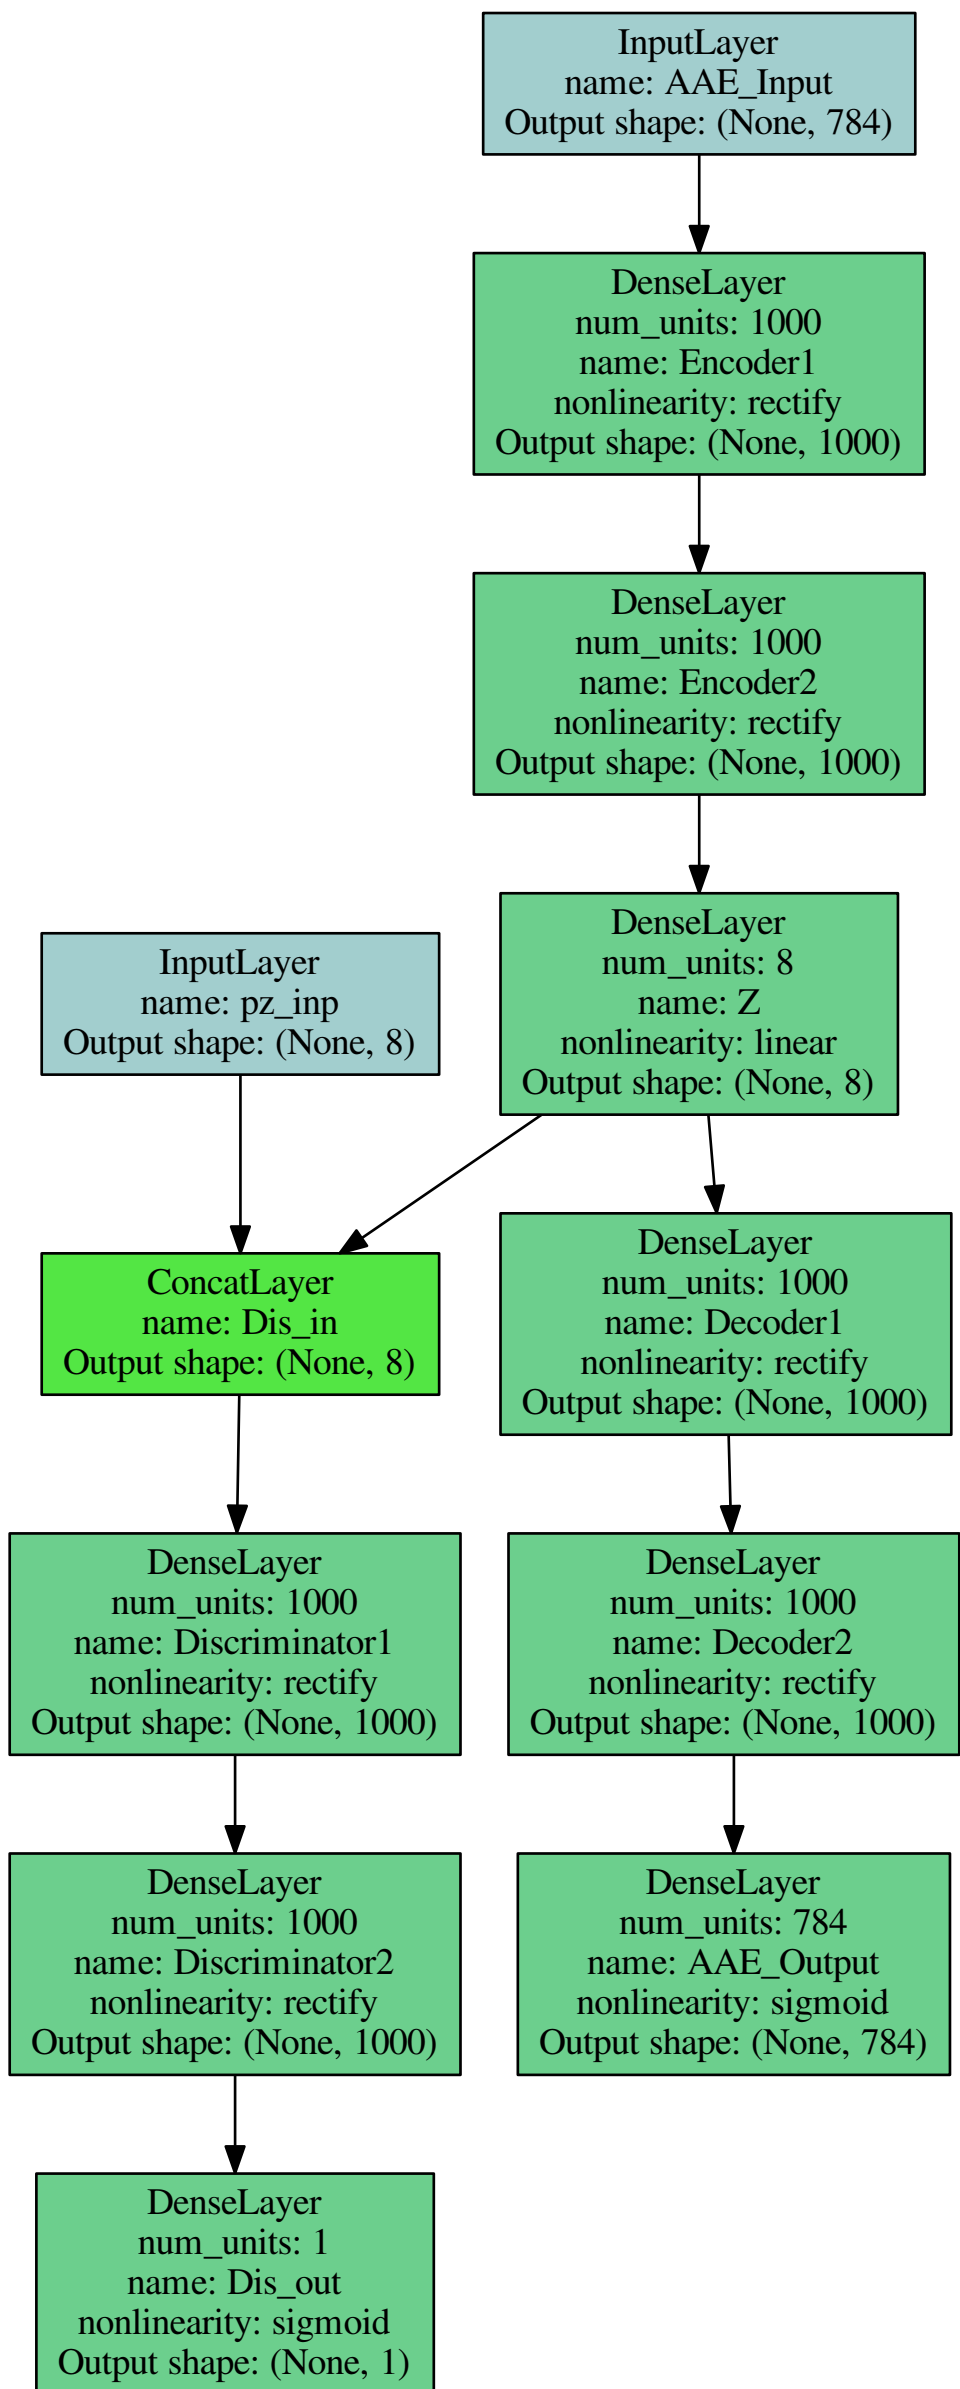 InputLayer
name: AAE_Input
Output shape: (None, 784)
DenseLayer
num_units: 1000
name: Encoder1
nonlinearity: rectify
Output shape: (None, 1000)
DenseLayer
num_units: 1000
name: Encoder2
nonlinearity: rectify
Output shape: (None, 1000)
DenseLayer
num_units: 8
name: Z
nonlinearity: linear
Output shape: (None, 8)
InputLayer
name: pz_inp
Output shape: (None, 8)
ConcatLayer
name: Dis_in
Output shape: (None, 8)
DenseLayer
num_units: 1000
name: Decoder1
nonlinearity: rectify
Output shape: (None, 1000)
DenseLayer
num_units: 1000
name: Discriminator1
nonlinearity: rectify
Output shape: (None, 1000)
DenseLayer
num_units: 1000
name: Decoder2
nonlinearity: rectify
Output shape: (None, 1000)
DenseLayer
num_units: 1000
name: Discriminator2
nonlinearity: rectify
Output shape: (None, 1000)
DenseLayer
num_units: 784
name: AAE_Output
nonlinearity: sigmoid
Output shape: (None, 784)
DenseLayer
num_units: 1
name: Dis_out
nonlinearity: sigmoid
Output shape: (None, 1)